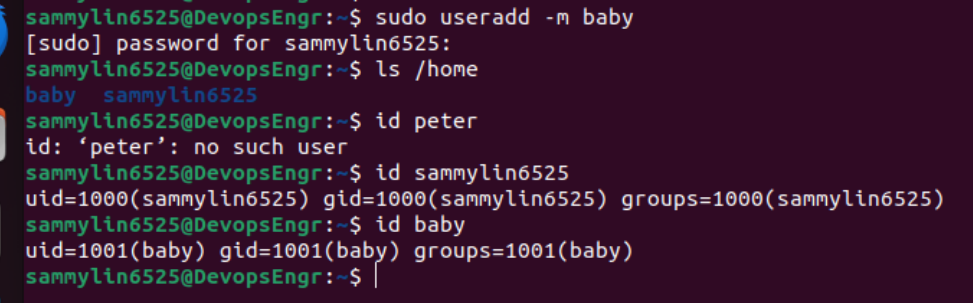 sammylin6525@DevopsEngr:~$ sudo useradd -m baby
[sudo] password for sammylin6525:
sammylin6525@DevopsEngr:~$ ls /home
baby  sammylin6525
sammylin6525@DevopsEngr:~$ id peter
id: ‘peter’: no such user
sammylin6525@DevopsEngr:~$ id sammylin6525
uid=1000(sammylin6525) gid=1000(sammylin6525) groups=1000(sammylin6525)
sammylin6525@DevopsEngr:~$ id baby
uid=1001(baby) gid=1001(baby) groups=1001(baby)
sammylin6525@DevopsEngr:~$